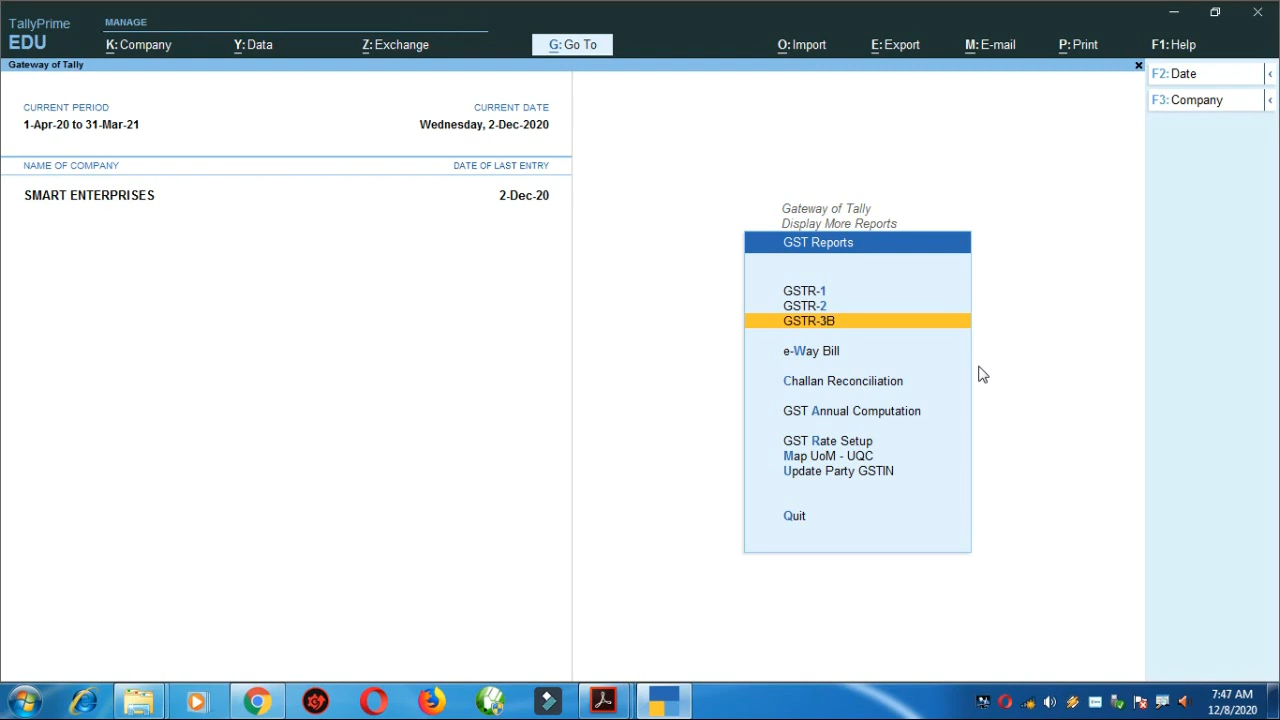 TallyPrime
EDU
MANAGE
K: Company
Y: Data
Z: Exchange
G: Go To
O: Import
E: Export
M: E-mail
P: Print
F1: Help
Gateway of Tally
F2: Date
F3: Company
CURRENT PERIOD
CURRENT DATE
1-Apr-20 to 31-Mar-21
Wednesday, 2-Dec-2020
NAME OF COMPANY
DATE OF LAST ENTRY
SMART ENTERPRISES
2-Dec-20
Gateway of Tally
Display More Reports
GST Reports
GSTR-1
GSTR-2
GSTR-3B
e-Way Bill
Challan Reconciliation
GST Annual Computation
GST Rate Setup
Map UoM - UQC
Update Party GSTIN
Quit
7:47 AM
12/8/2020